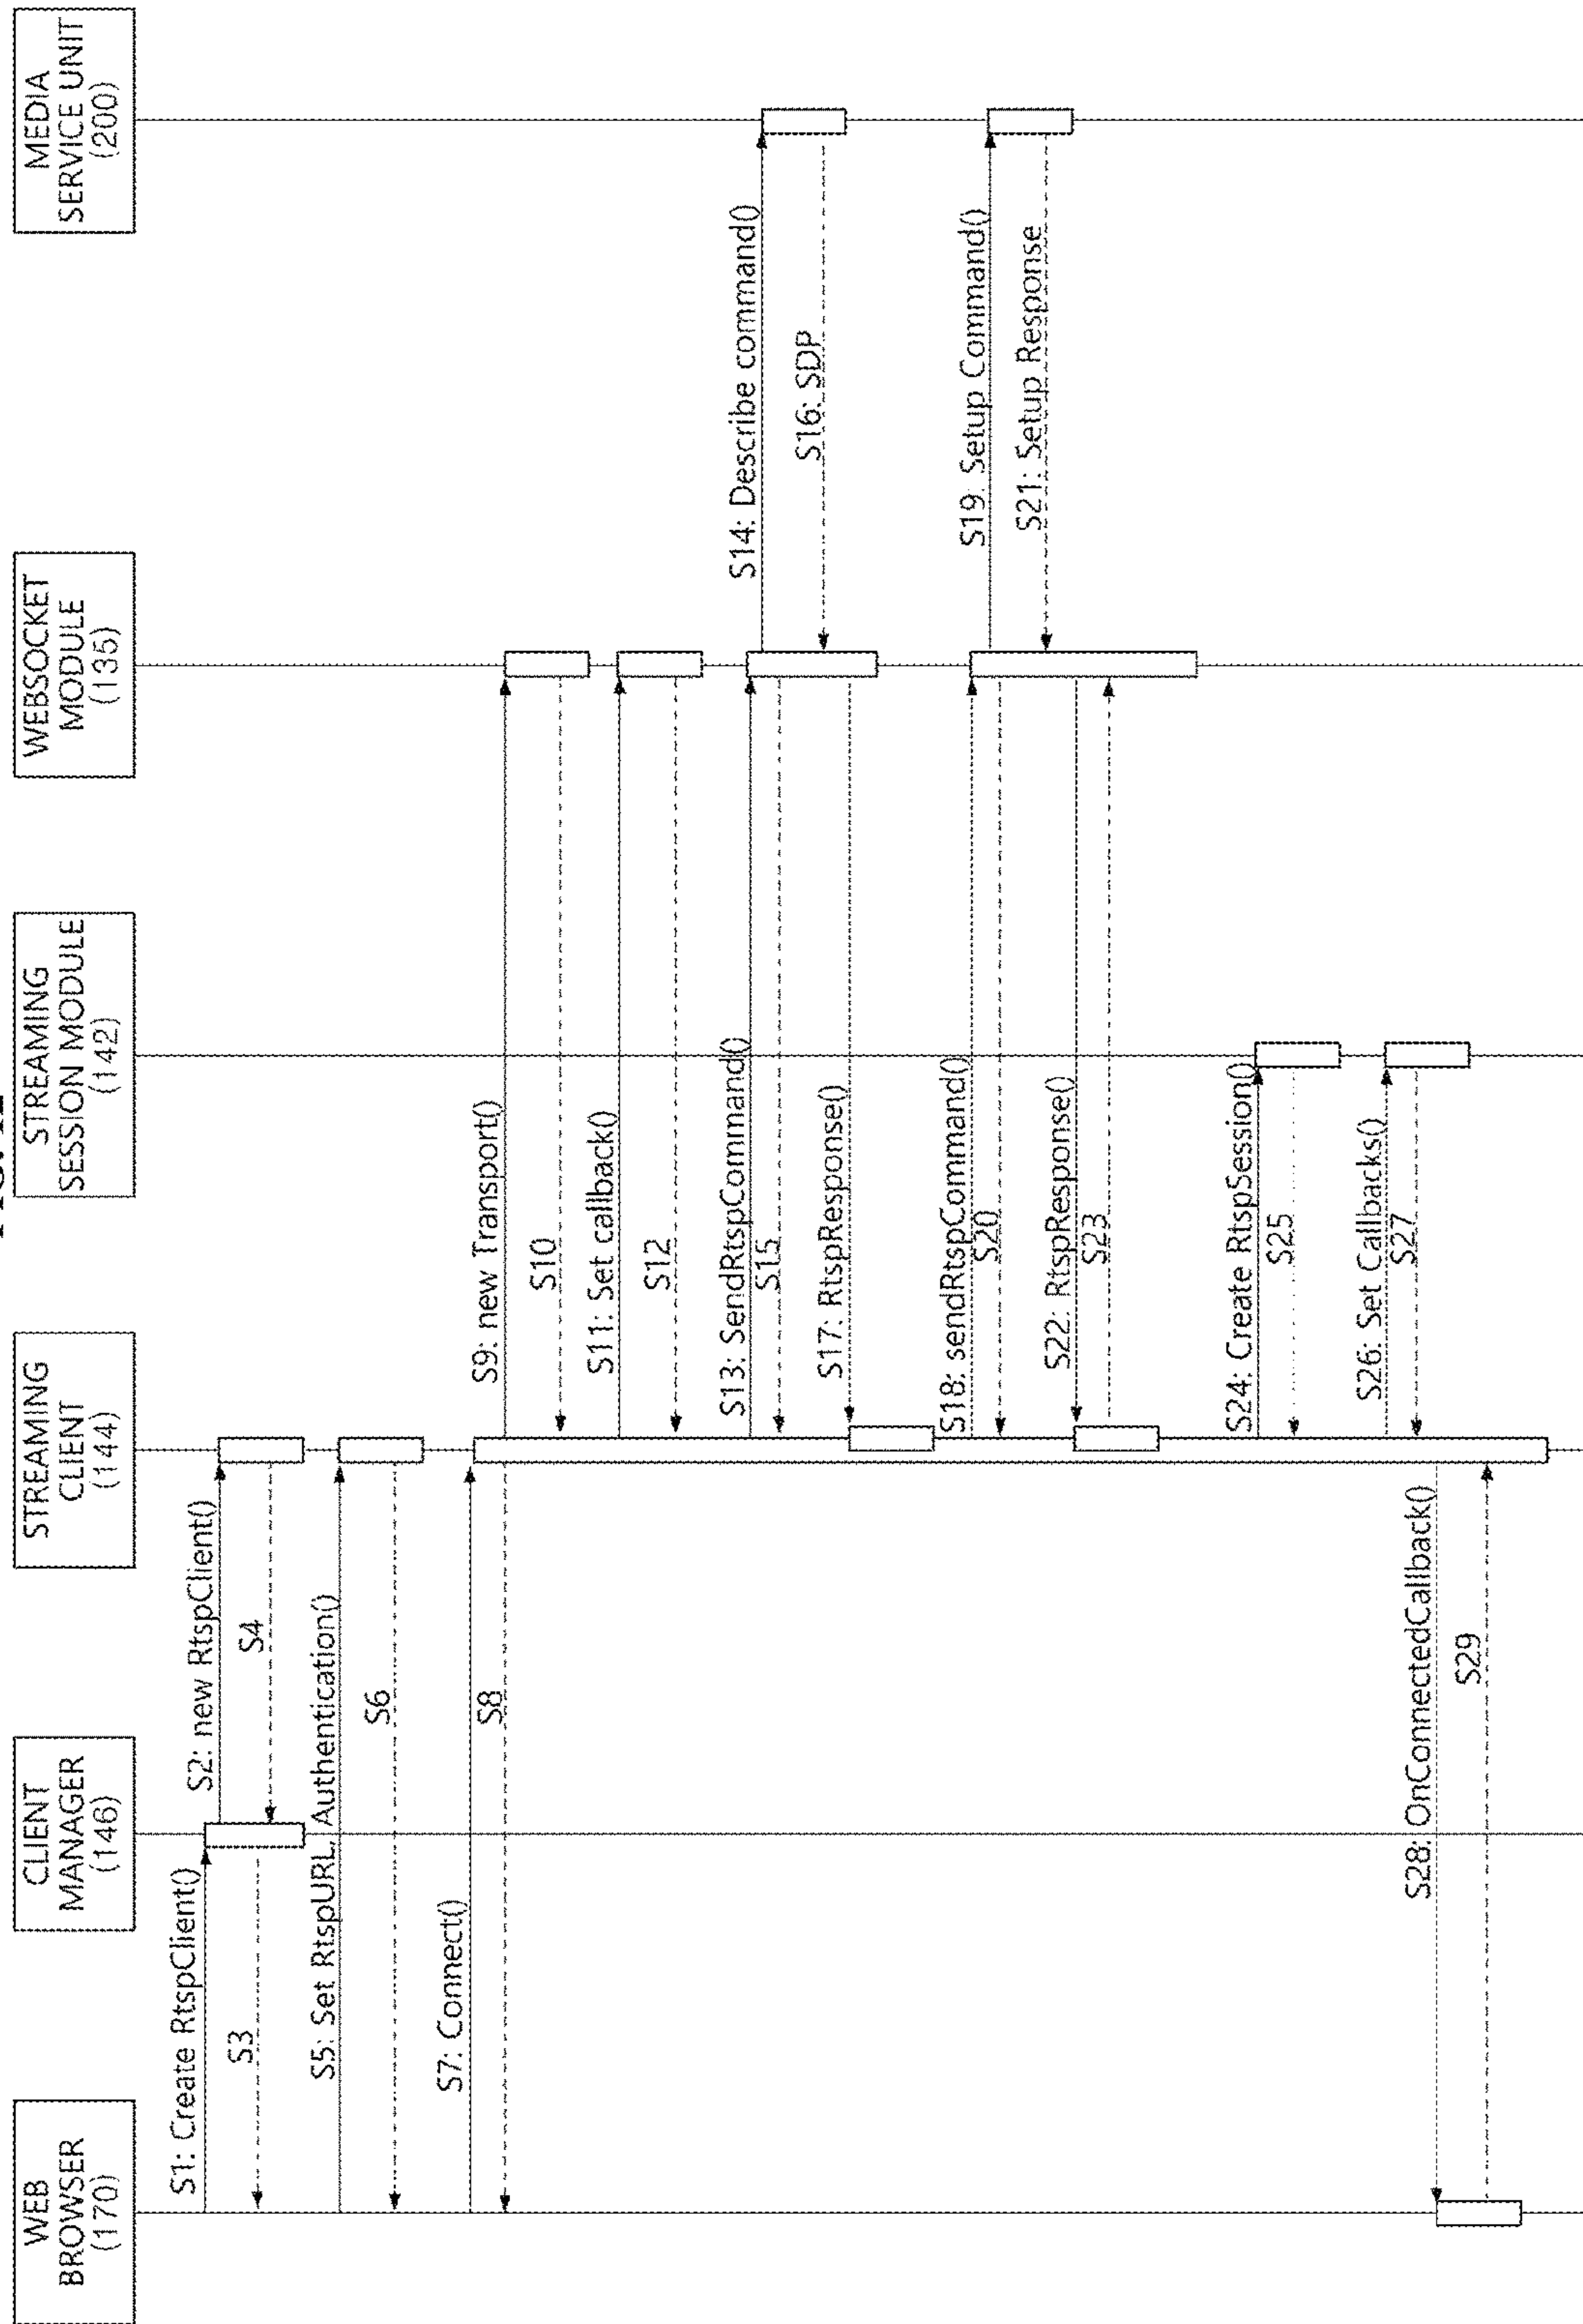 WEB
BROWSER
(170)
CLIENT
MANAGER
(146)
STREAMING
CLIENT
(144)
STREAMING
SESSION MODULE
(142)
WEBSOCKET
MODULE
(135)
MEDIA
SERVICE UNIT
(200)
S1: Create RtspClient()
S2: new RtspClient()
S3
S4
S5: Set RtspURL, Authentication()
S6
S7: Connect()
S8
S9: new Transport()
S10
S11: Set callback()
S12
S13: SendRtspCommand()
S14: Describe command()
S15
S16: SDP
S17: RtspResponse()
S18: sendRtspCommand()
S19: Setup Command()
S20
S21: Setup Response
S22: RtspResponse()
S23
S24: Create RtspSession()
S25
S26: Set Callbacks()
S27
S28: OnConnectedCallback()
S29